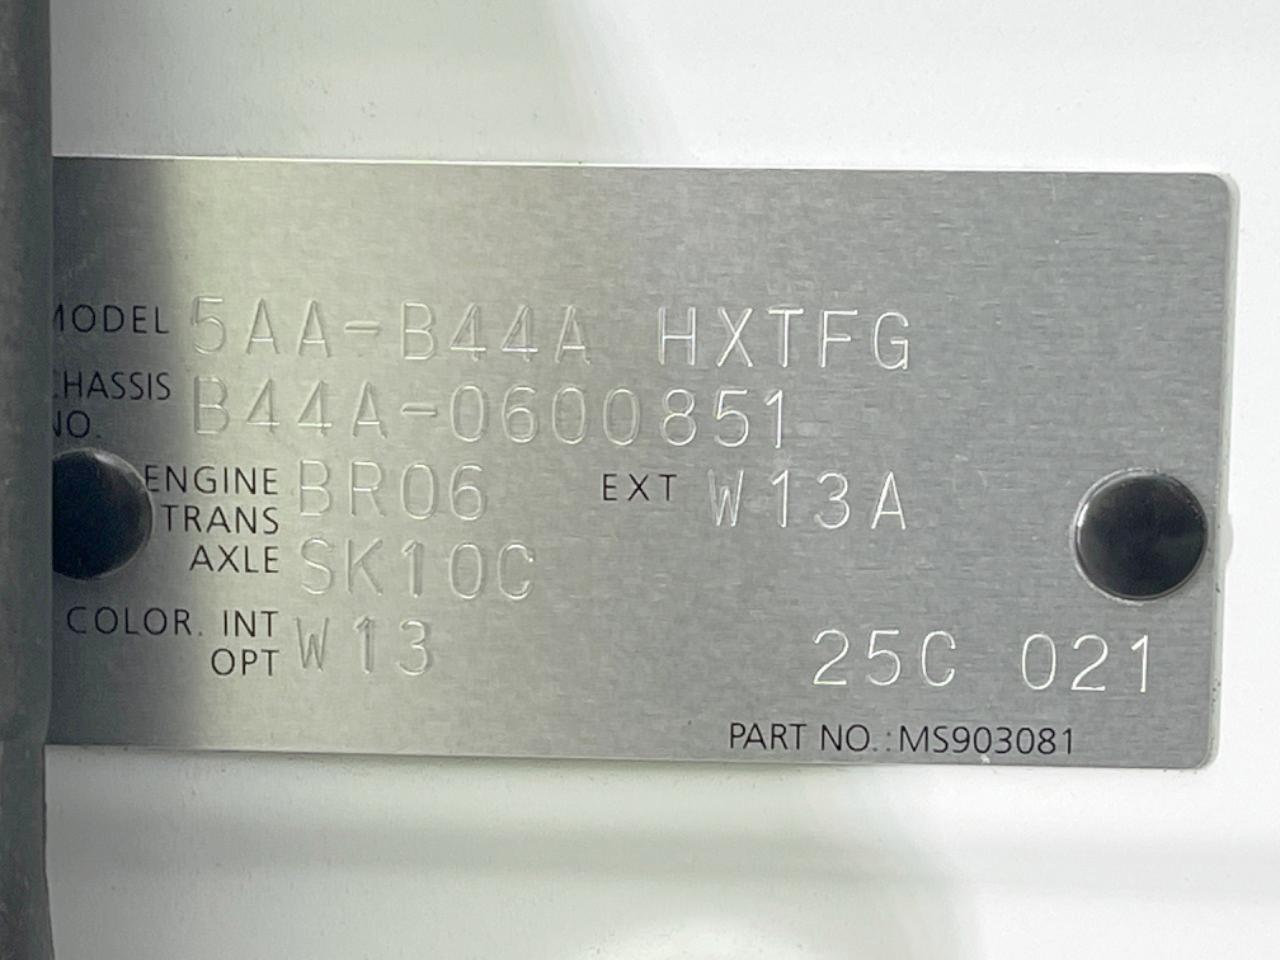 MODEL 5AA-B44A HXTFG
CHASSIS B44A-0600851
NO.
ENGINE BR06 EXT W13A
TRANS
AXLE SK10C
COLOR. INT W13
OPT
25C 021
PART NO.:MS903081